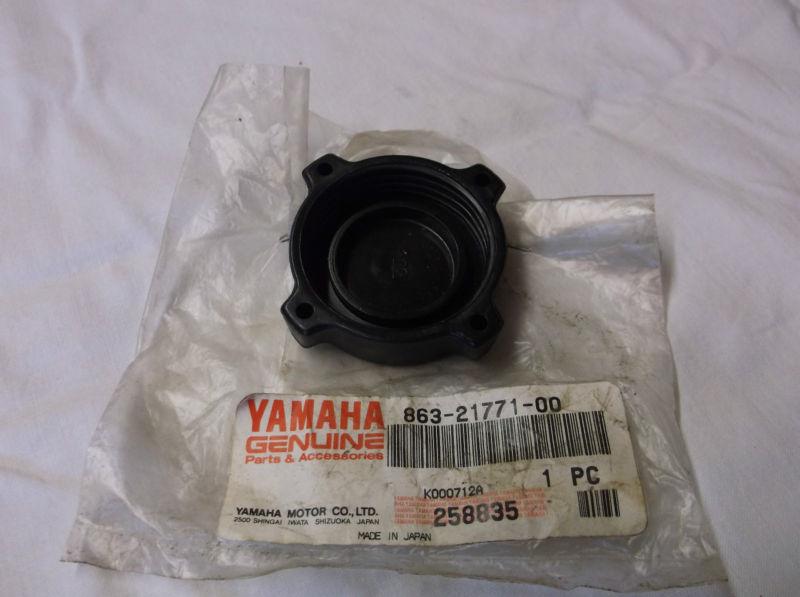 YAMAHA
GENUINE
Parts & Accessories
863-21771-00
K000712A
1 PC
258835
YAMAHA MOTOR CO., LTD.
2500 SHINGAI IWATA SHIZUOKA JAPAN
MADE IN JAPAN